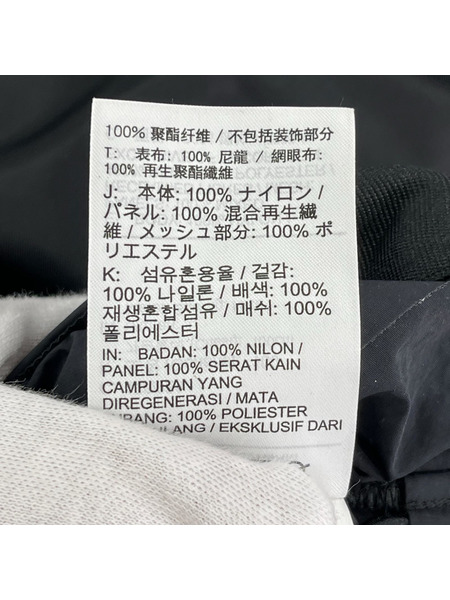 100% 聚酯纤维 / 不包括装饰部分
T: 表布: 100% 尼龍 / 網眼布:
100% 再生聚酯纖維
J: 本体: 100% ナイロン /
パネル: 100% 混合再生繊
維 / メッシュ部分: 100% ポ
リエステル
K: 섬유혼용율 / 겉감:
100% 나일론 / 배색: 100%
재생혼합섬유 / 매쉬: 100%
폴리에스터
IN: BADAN: 100% NILON /
PANEL: 100% SERAT KAIN
CAMPURAN YANG
DIREGENERASI / MATA
100% POLIESTER
EKSKLUSIF DARI